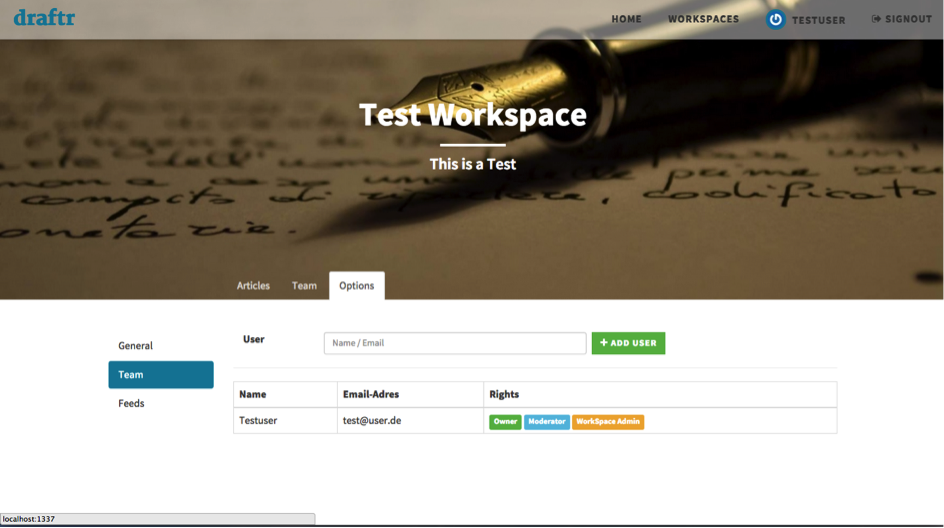 draftr
HOME WORKSPACES TESTUSER SIGNOUT
Test Workspace
This is a Test
Articles Team Options
User Name / Email + ADD USER
General
Team
Feeds
Name Email-Adres Rights
Testuser test@user.de Owner Moderator WorkSpace Admin
localhost:1337